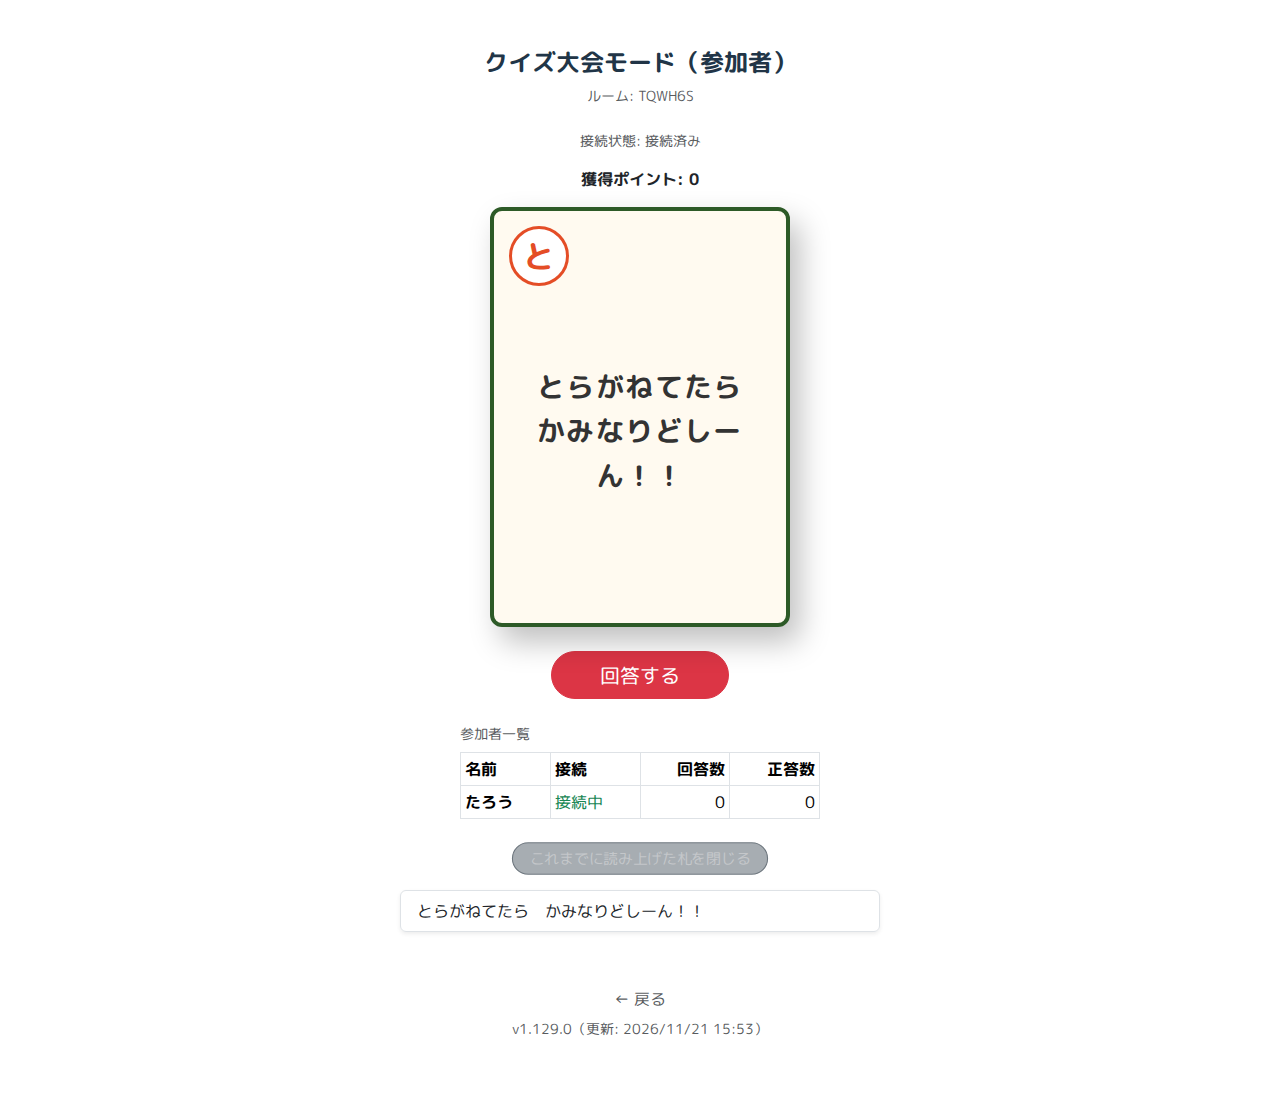 クイズ大会モード（参加者）
ルーム: TQWH6S
接続状態: 接続済み
獲得ポイント: 0
と
とらがねてたら
かみなりどしー
ん！！
回答する
参加者一覧
名前 接続 回答数 正答数
たろう 接続中 0 0
これまでに読み上げた札を閉じる
とらがねてたら　かみなりどしーん！！
← 戻る
v1.129.0（更新: 2026/11/21 15:53）